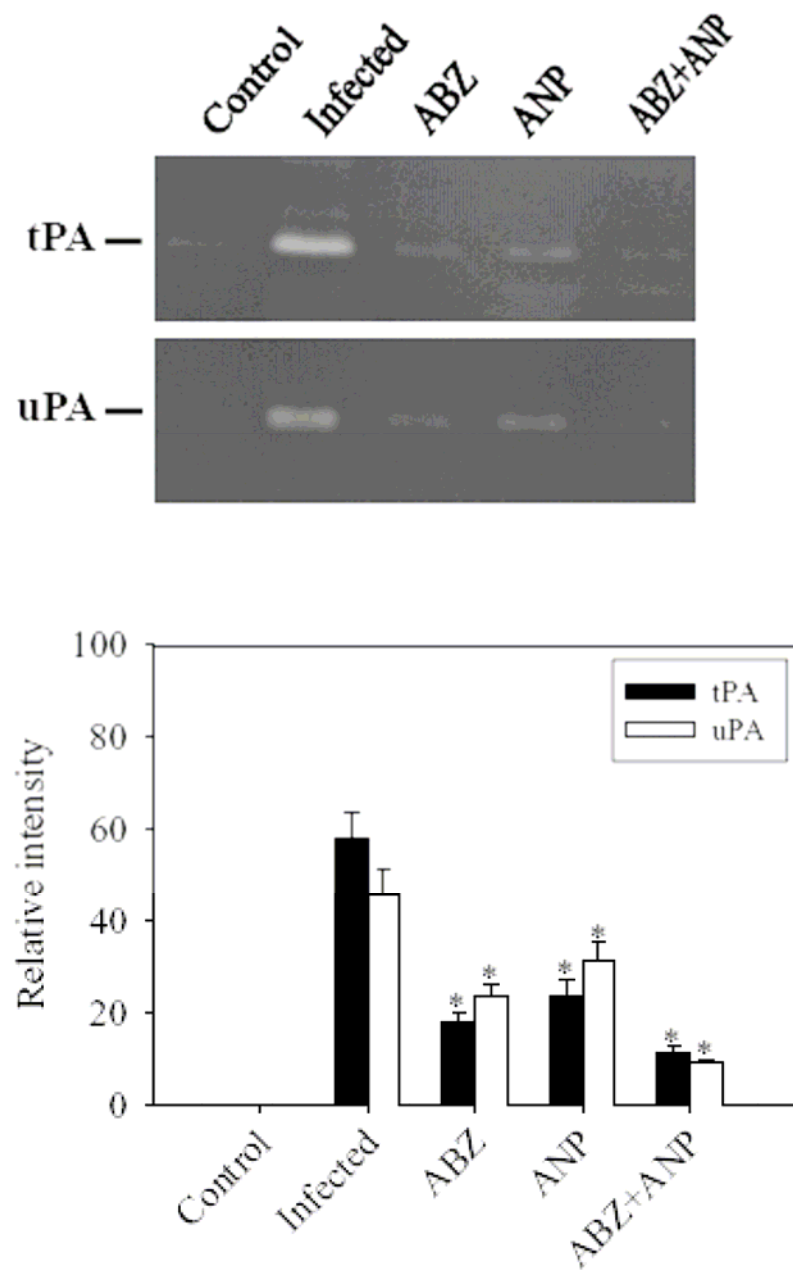 Control Infected ABZ ANP ABZ+ANP
tPA
uPA
100
80
60
40
20
0
Relative intensity
tPA
uPA
* * * * * *
Control Infected ABZ ANP ABZ+ANP